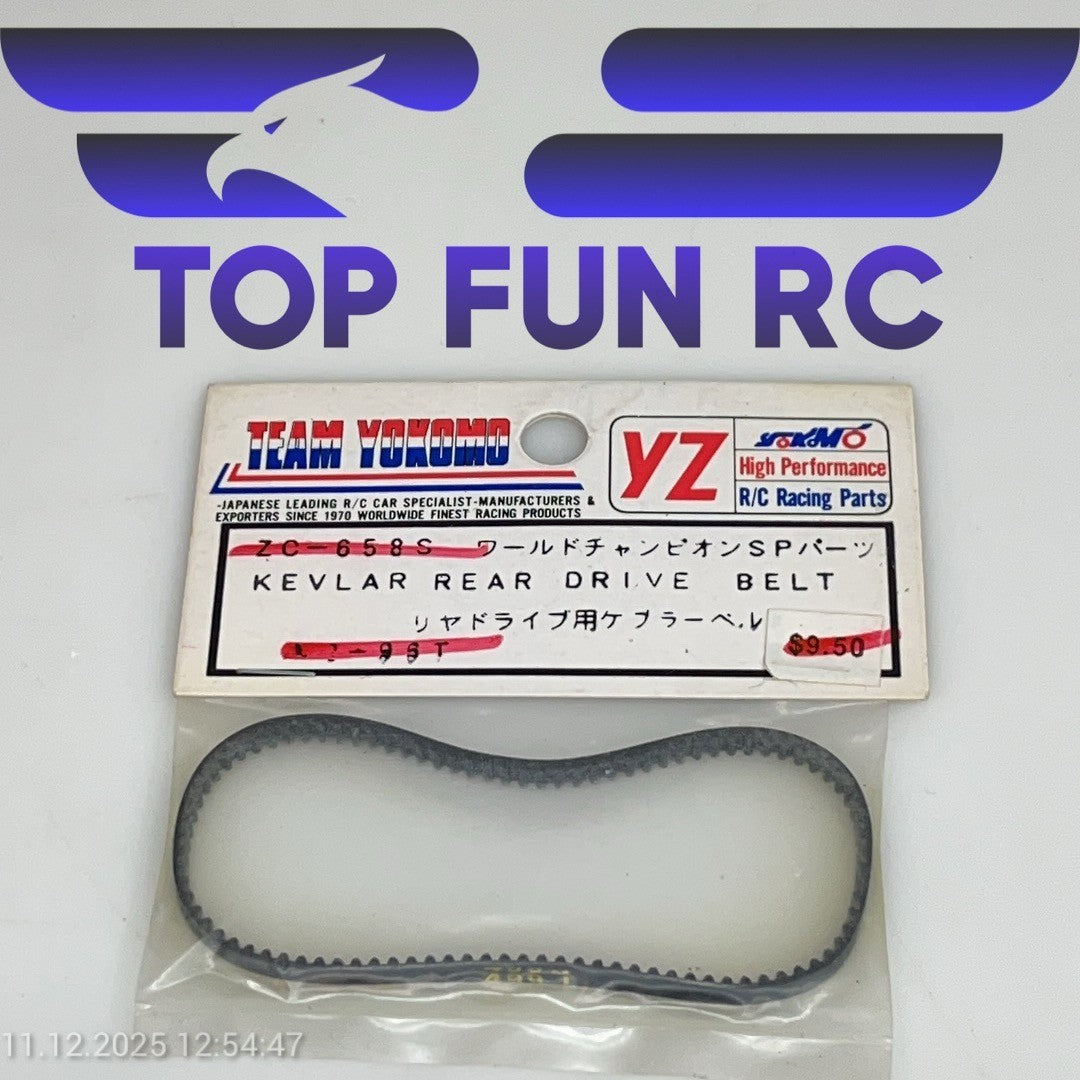 TOP FUN RC
TEAM YOKOMO
-JAPANESE LEADING R/C CAR SPECIALIST-MANUFACTURERS &
EXPORTERS SINCE 1970 WORLDWIDE FINEST RACING PRODUCTS
YZ
YOKOMO
High Performance
R/C Racing Parts
ZC-658S ワールドチャンピオンSPパーツ
KEVLAR REAR DRIVE BELT
リヤドライブ用ケブラーベル
-96T
$9.50
11.12.2025 12:54:47